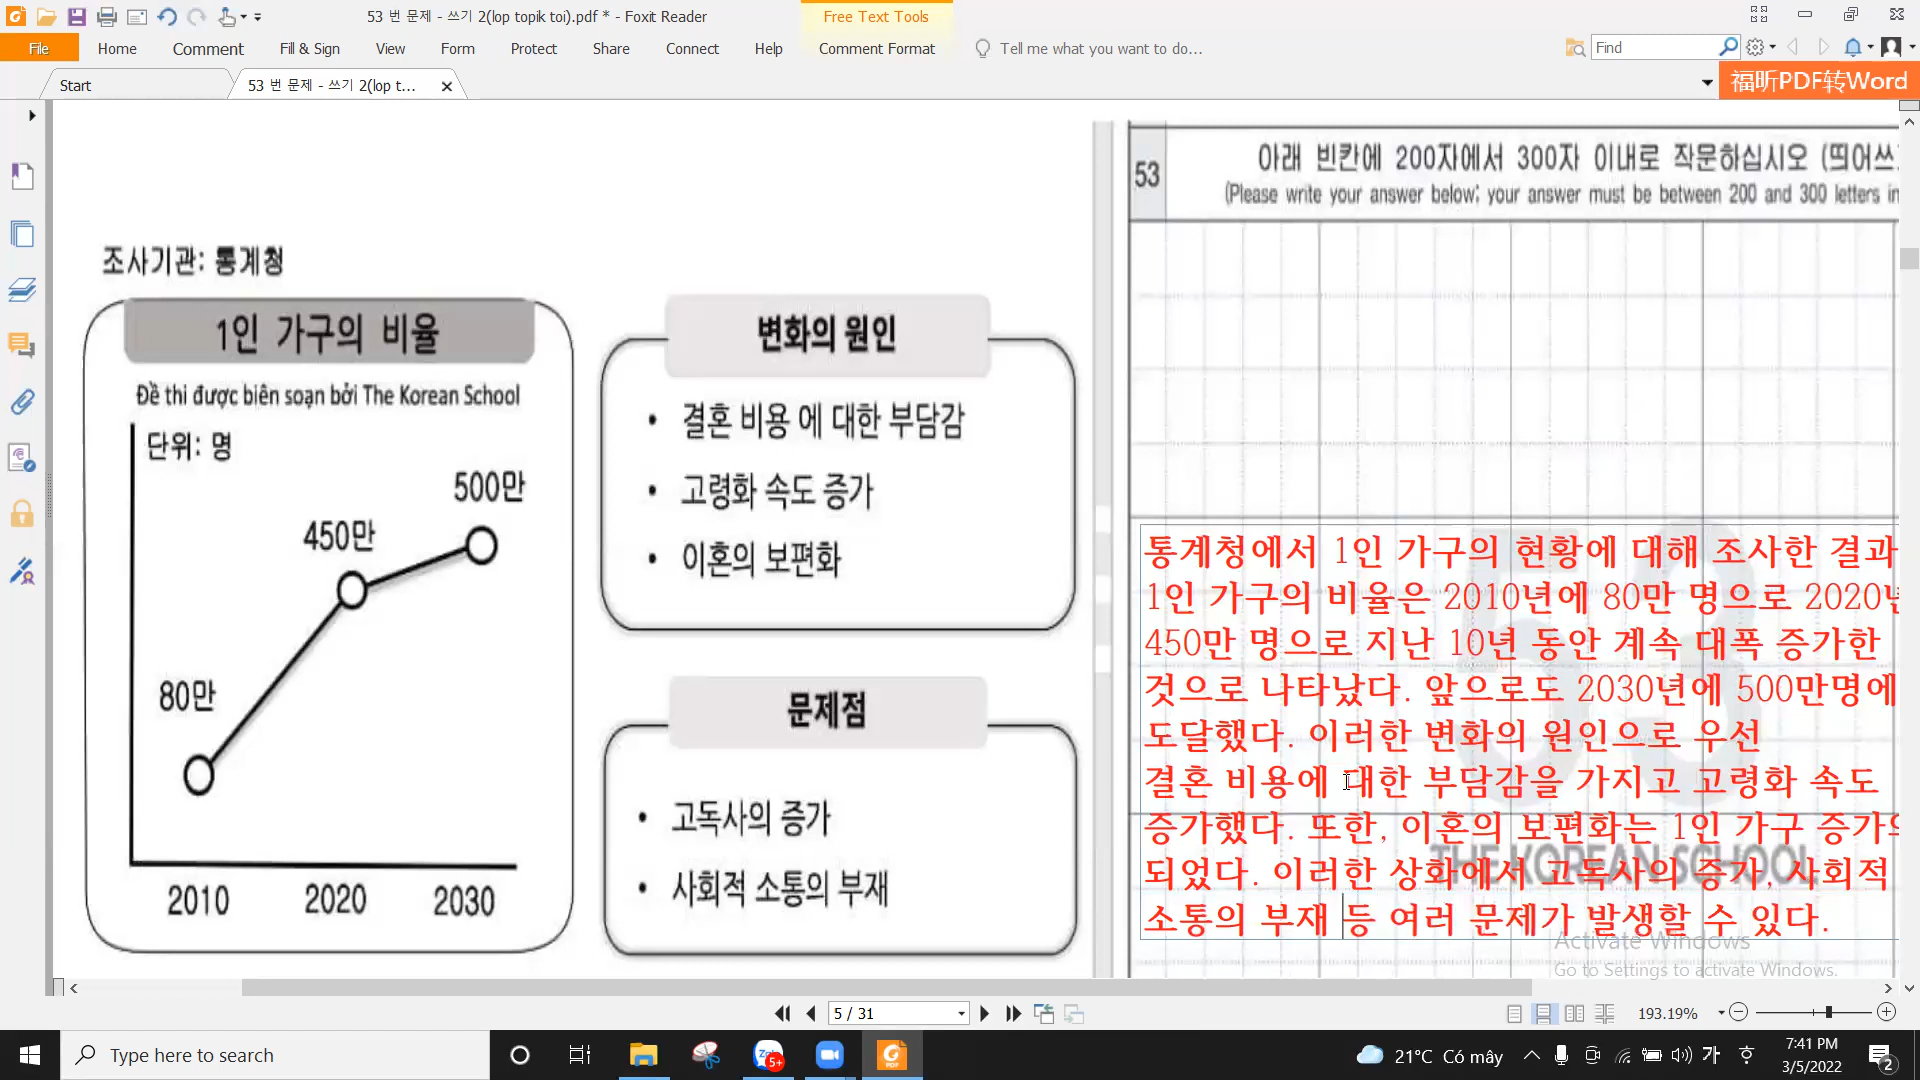 53 번 문제 - 쓰기 2(lop topik toi).pdf * - Foxit Reader
Free Text Tools
File Home Comment Fill & Sign View Form Protect Share Connect Help Comment Format Tell me what you want to do... Find
Start 53 번 문제 - 쓰기 2(lop t... 福昕PDF转Word
조사기관: 통계청
1인 가구의 비율
Đề thi được biên soạn bởi The Korean School
단위: 명
500만
450만
80만
2010 2020 2030
변화의 원인
• 결혼 비용 에 대한 부담감
• 고령화 속도 증가
• 이혼의 보편화
문제점
• 고독사의 증가
• 사회적 소통의 부재
53
아래 빈칸에 200자에서 300자 이내로 작문하십시오 (띄어쓰
(Please write your answer below; your answer must be between 200 and 300 letters in
통계청에서 1인 가구의 현황에 대해 조사한 결과
1인 가구의 비율은 2010년에 80만 명으로 2020년
450만 명으로 지난 10년 동안 계속 대폭 증가한
것으로 나타났다. 앞으로도 2030년에 500만명에
도달했다. 이러한 변화의 원인으로 우선
결혼 비용에 대한 부담감을 가지고 고령화 속도
증가했다. 또한, 이혼의 보편화는 1인 가구 증가의
되었다. 이러한 상화에서 고독사의 증가, 사회적
소통의 부재 등 여러 문제가 발생할 수 있다.
53
THE KOREAN SCHOOL
Activate Windows
Go to Settings to activate Windows.
5 / 31
193.19%
Type here to search
5+
21°C Có mây
가
7:41 PM
3/5/2022
2